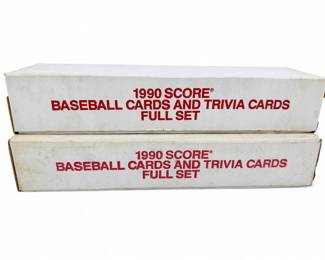 1990 SCORE®
BASEBALL CARDS AND TRIVIA CARDS
FULL SET
1990 SCORE®
BASEBALL CARDS AND TRIVIA CARDS
FULL SET